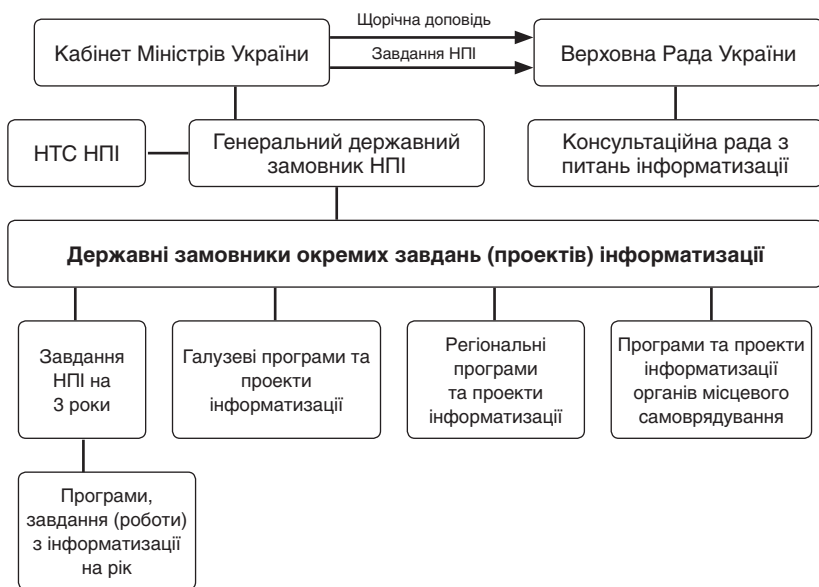 Щорічна доповідь
Кабінет Міністрів України
Завдання НПІ
Верховна Рада України
НТС НПІ
Генеральний державний
замовник НПІ
Консультаційна рада з
питань інформатизації
Державні замовники окремих завдань (проектів) інформатизації
Завдання
НПІ на
3 роки
Галузеві програми та
проекти
інформатизації
Регіональні
програми
та проекти
інформатизації
Програми та проекти
інформатизації
органів місцевого
самоврядування
Програми,
завдання (роботи)
з інформатизації
на рік